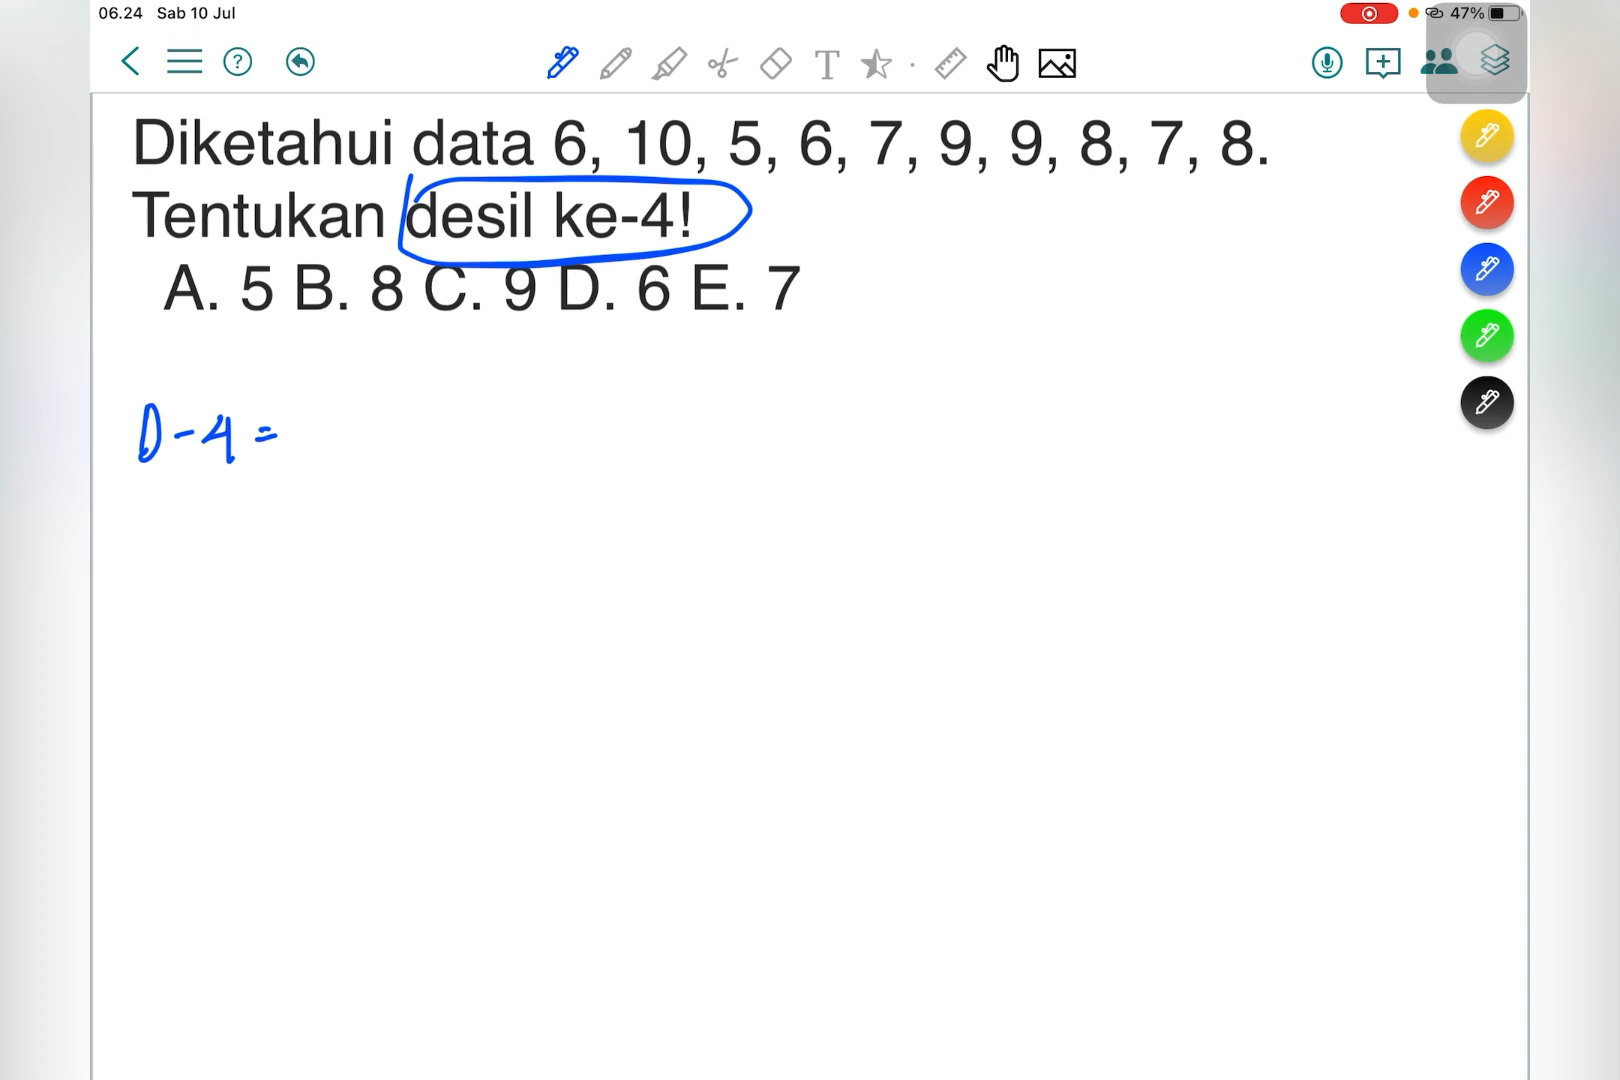 06.24 Sab 10 Jul
47%
T
Diketahui data 6, 10, 5, 6, 7, 9, 9, 8, 7, 8.
Tentukan desil ke-4!
A. 5 B. 8 C. 9 D. 6 E. 7
D-4 =